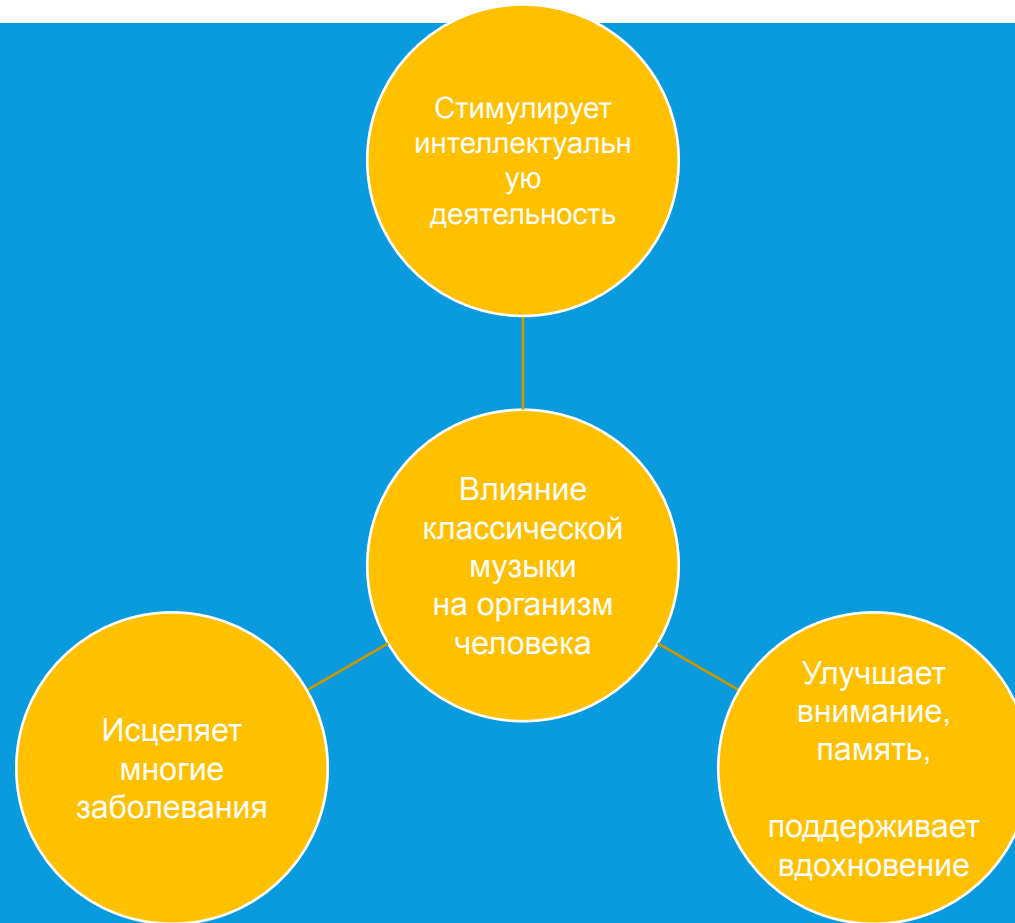 Стимулирует
интеллектуальн
ую
деятельность
Влияние
классической
музыки
на организм
человека
Исцеляет
многие
заболевания
Улучшает
внимание,
память,
поддерживает
вдохновение